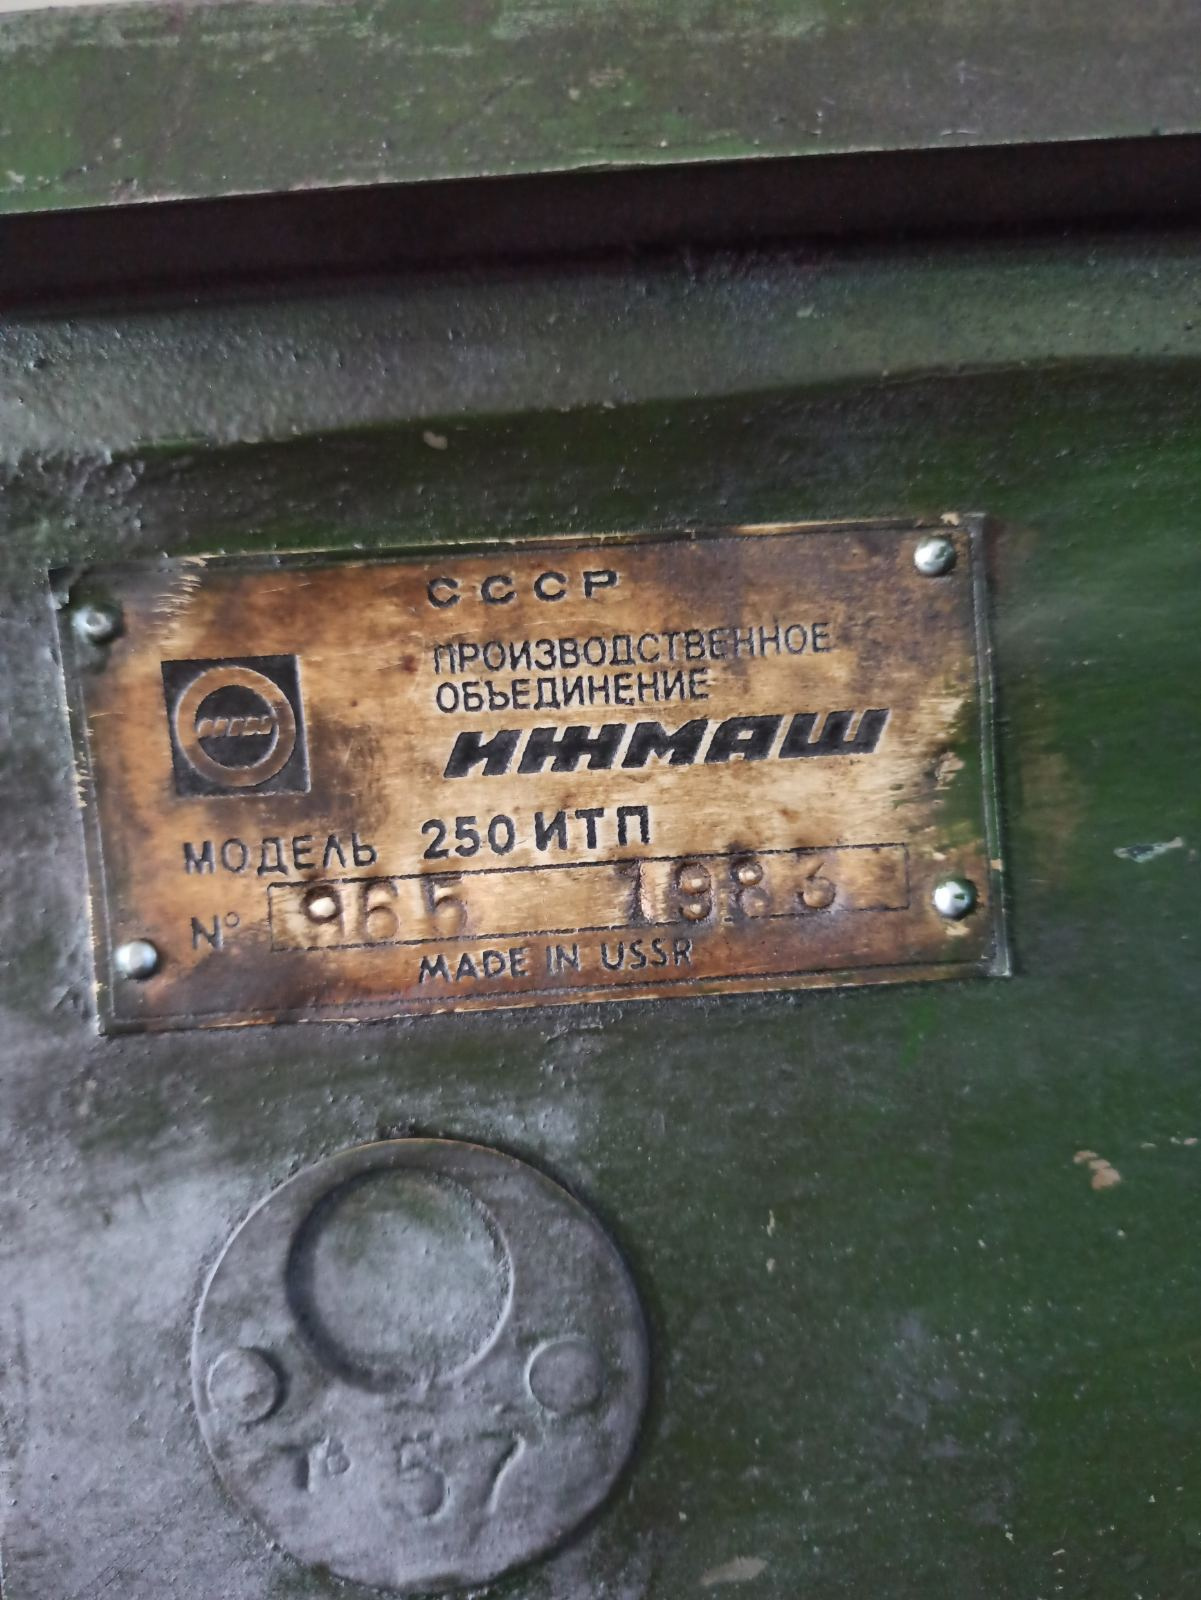 СССР
ПРОИЗВОДСТВЕННОЕ
ОБЪЕДИНЕНИЕ
ИЖМАШ
МОДЕЛЬ 250 ИТП
№ 965 1983
MADE IN USSR